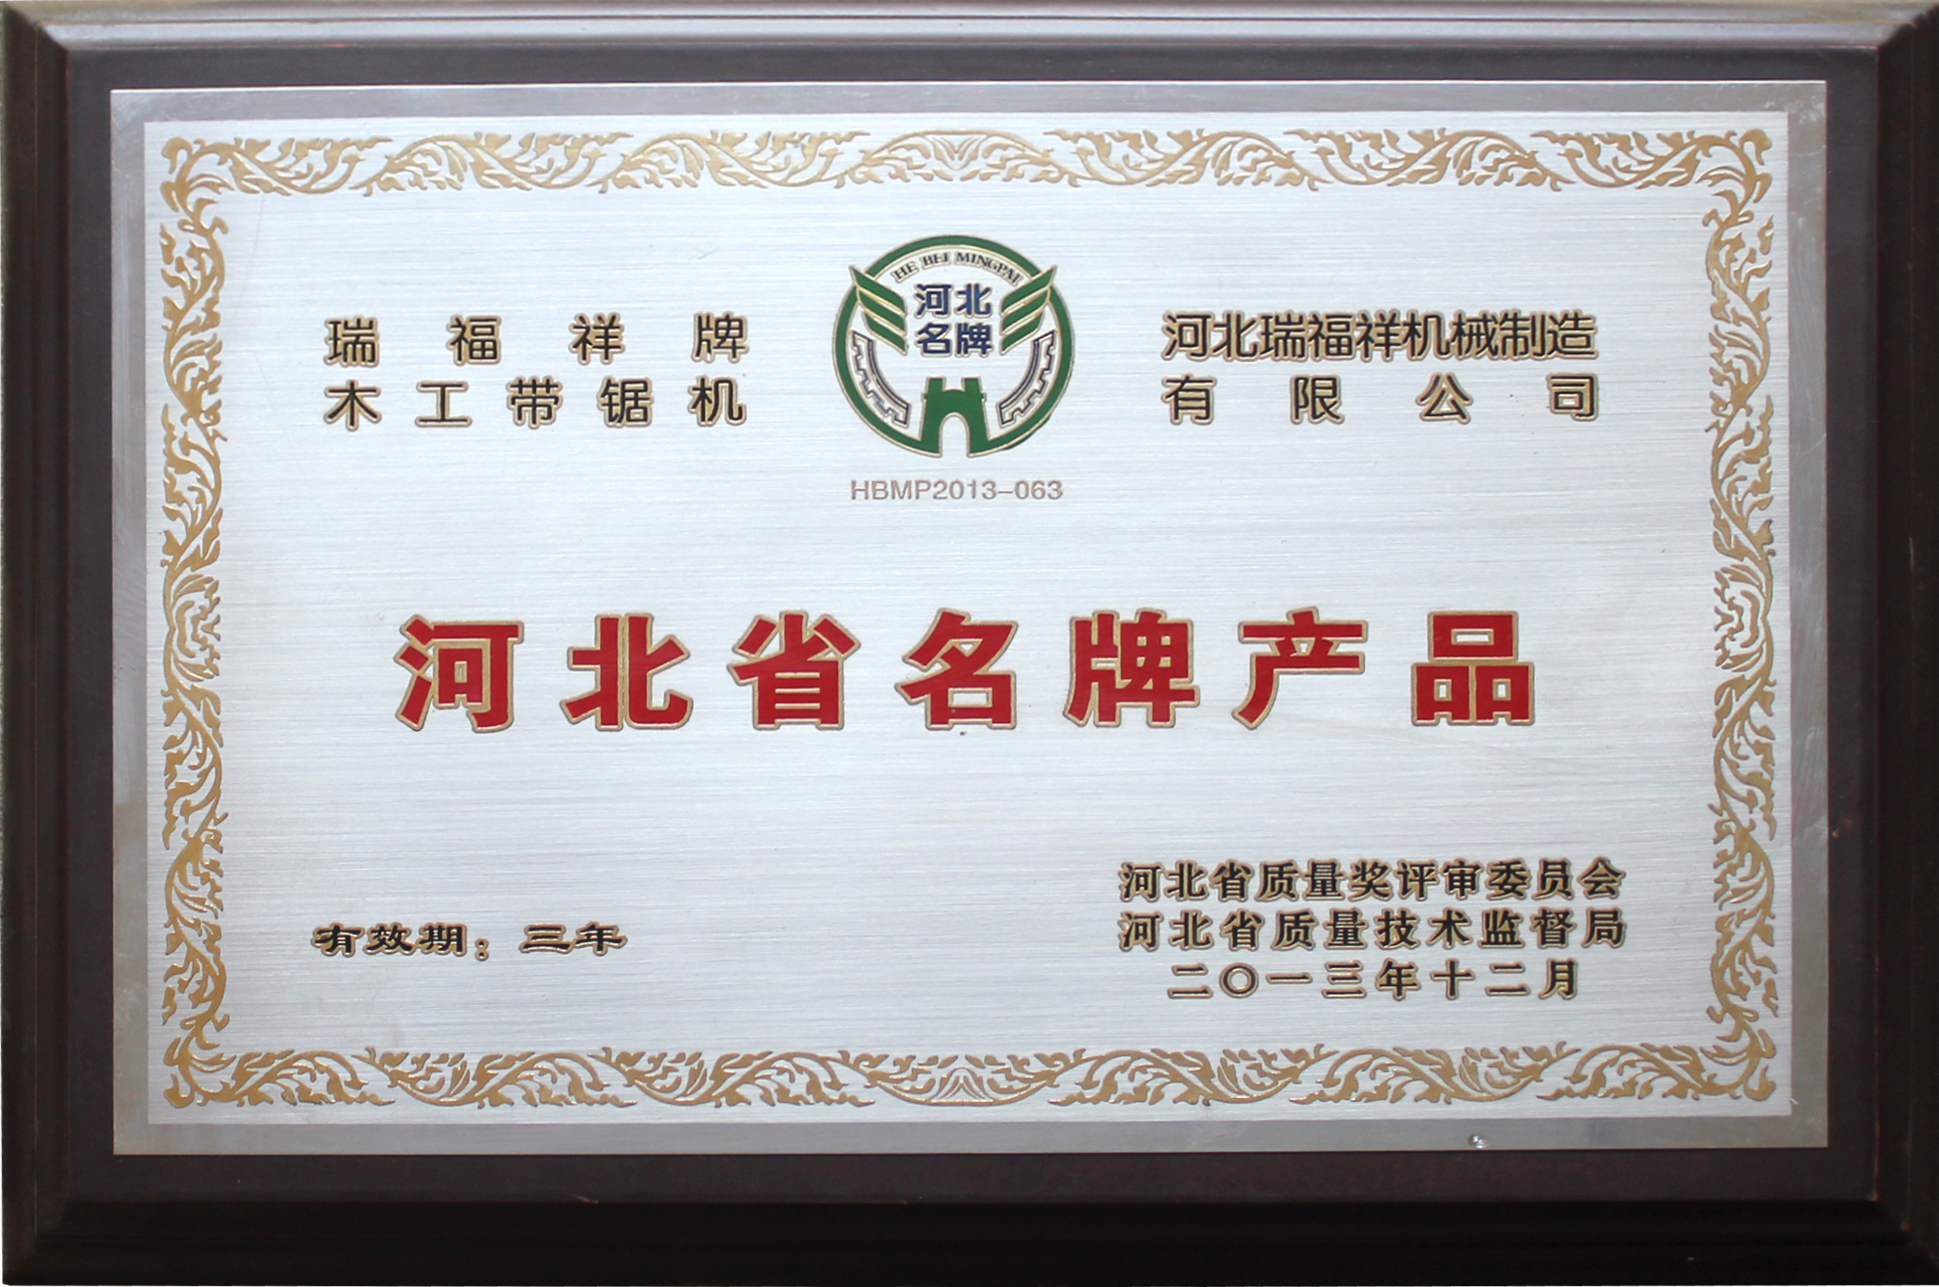 HE BEI MINGPAI
河北
名牌
瑞福祥牌
木工带锯机
河北瑞福祥机械制造
有限公司
HBMP2013-063
河北省名牌产品
有效期：三年
河北省质量奖评审委员会
河北省质量技术监督局
二〇一三年十二月